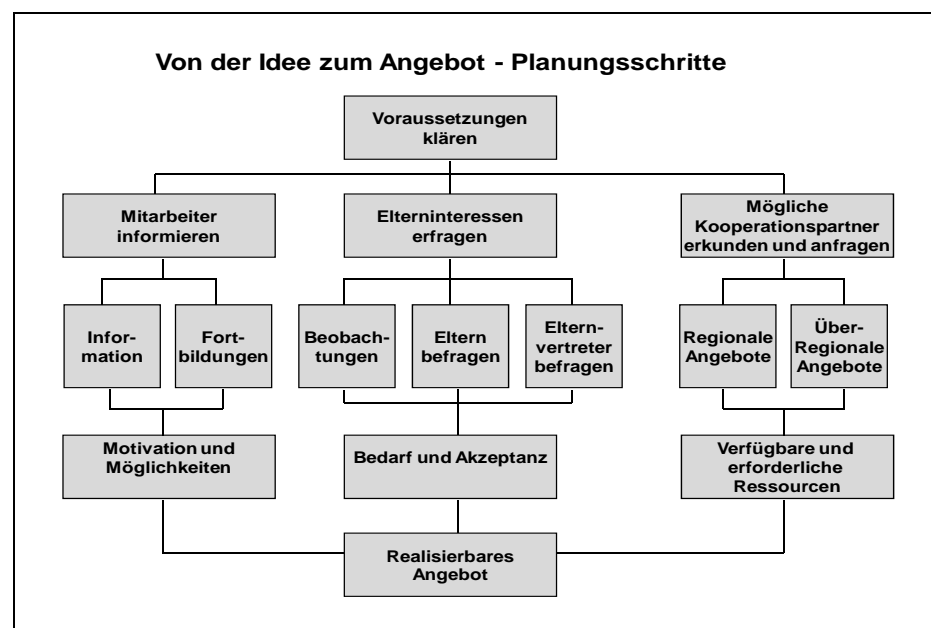 Von der Idee zum Angebot - Planungsschritte
Voraussetzungen
klären
Mitarbeiter
informieren
Elterninteressen
erfragen
Mögliche
Kooperationspartner
erkunden und anfragen
Infor-
mation
Fort-
bildungen
Beobach-
tungen
Eltern
befragen
Eltern-
vertreter
befragen
Regionale
Angebote
Über-
Regionale
Angebote
Motivation und
Möglichkeiten
Bedarf und Akzeptanz
Verfügbare und
erforderliche
Ressourcen
Realisierbares
Angebot